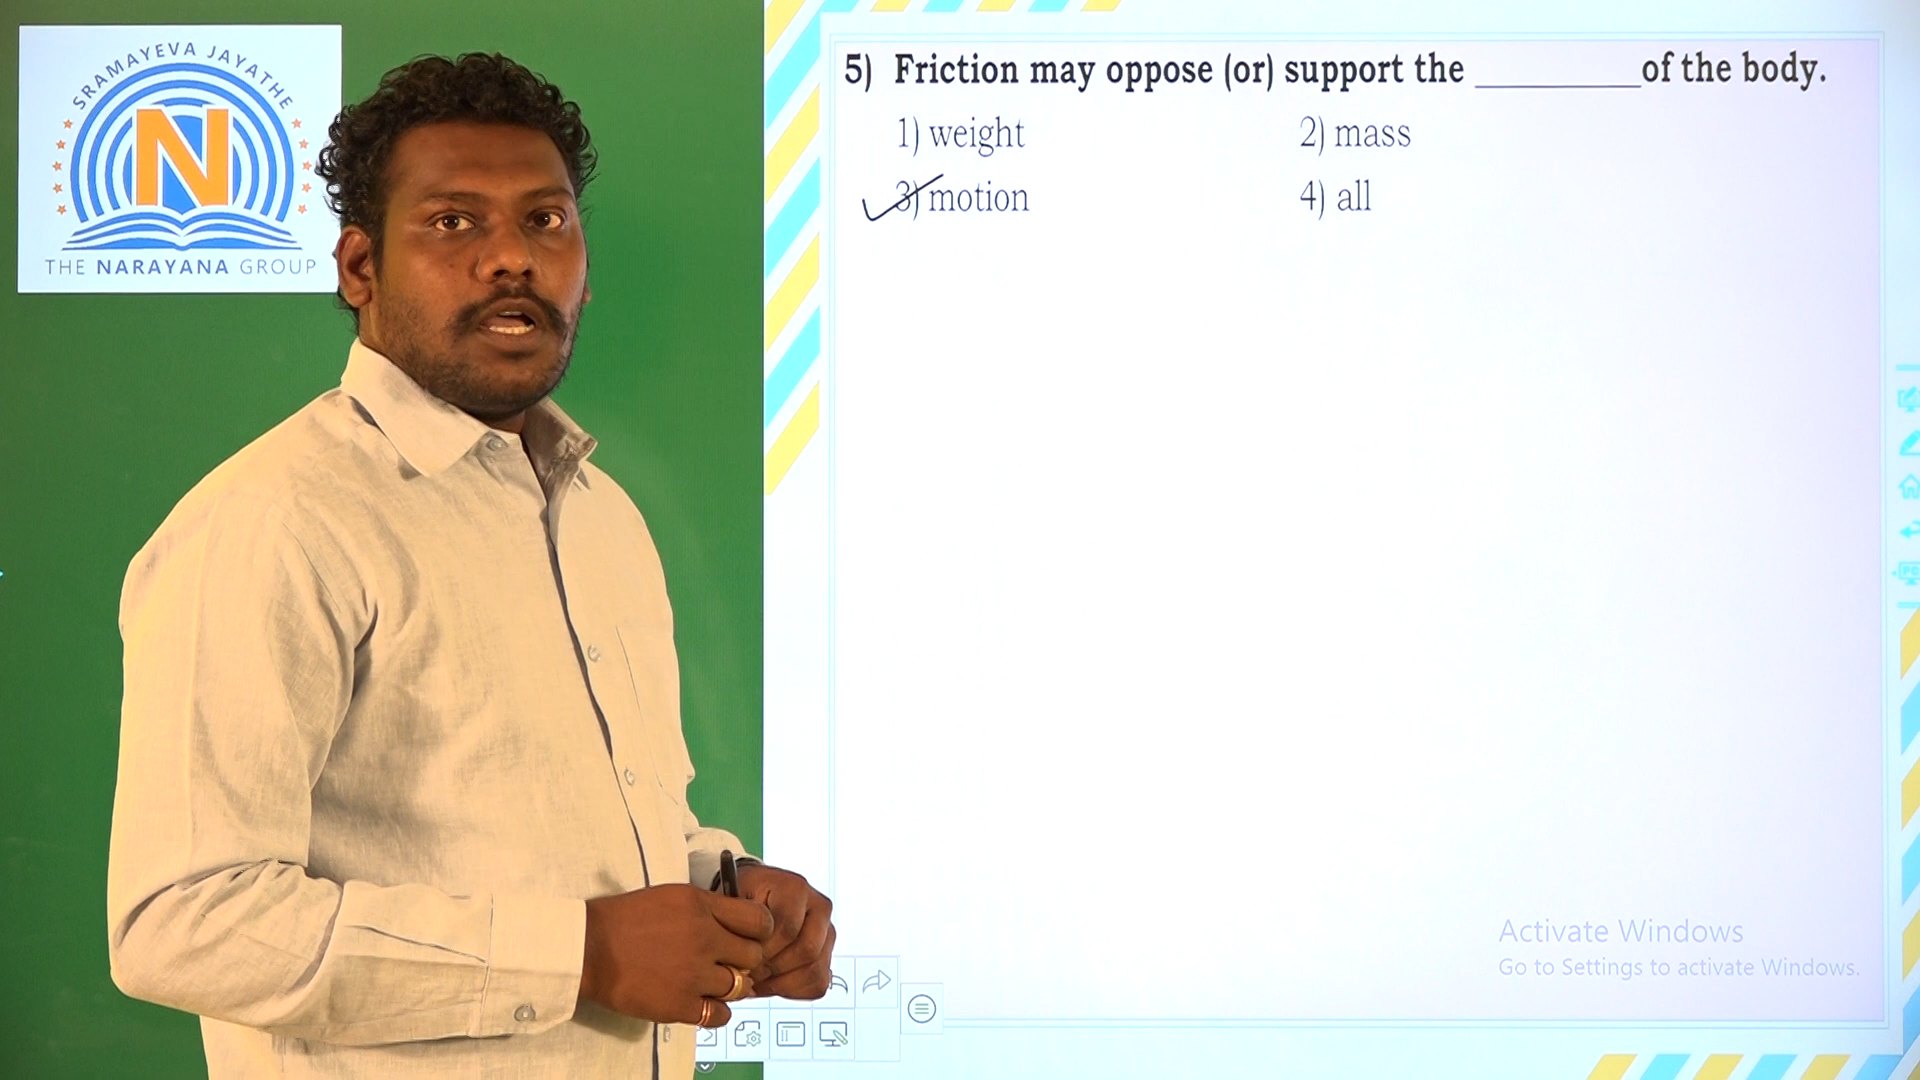 SRAMAYEVA JAYATHE
N
THE NARAYANA GROUP
5) Friction may oppose (or) support the __________ of the body.
1) weight 2) mass
3) motion 4) all
Activate Windows
Go to Settings to activate Windows.